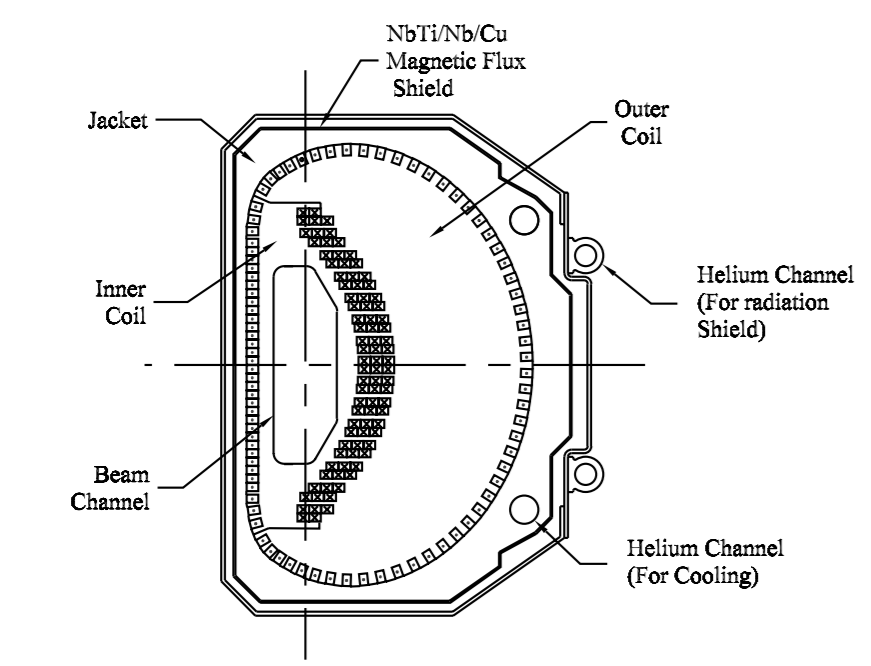 NbTi/Nb/Cu
Magnetic Flux
Shield
Jacket
Outer
Coil
Inner
Coil
Helium Channel
(For radiation
Shield)
Beam
Channel
Helium Channel
(For Cooling)